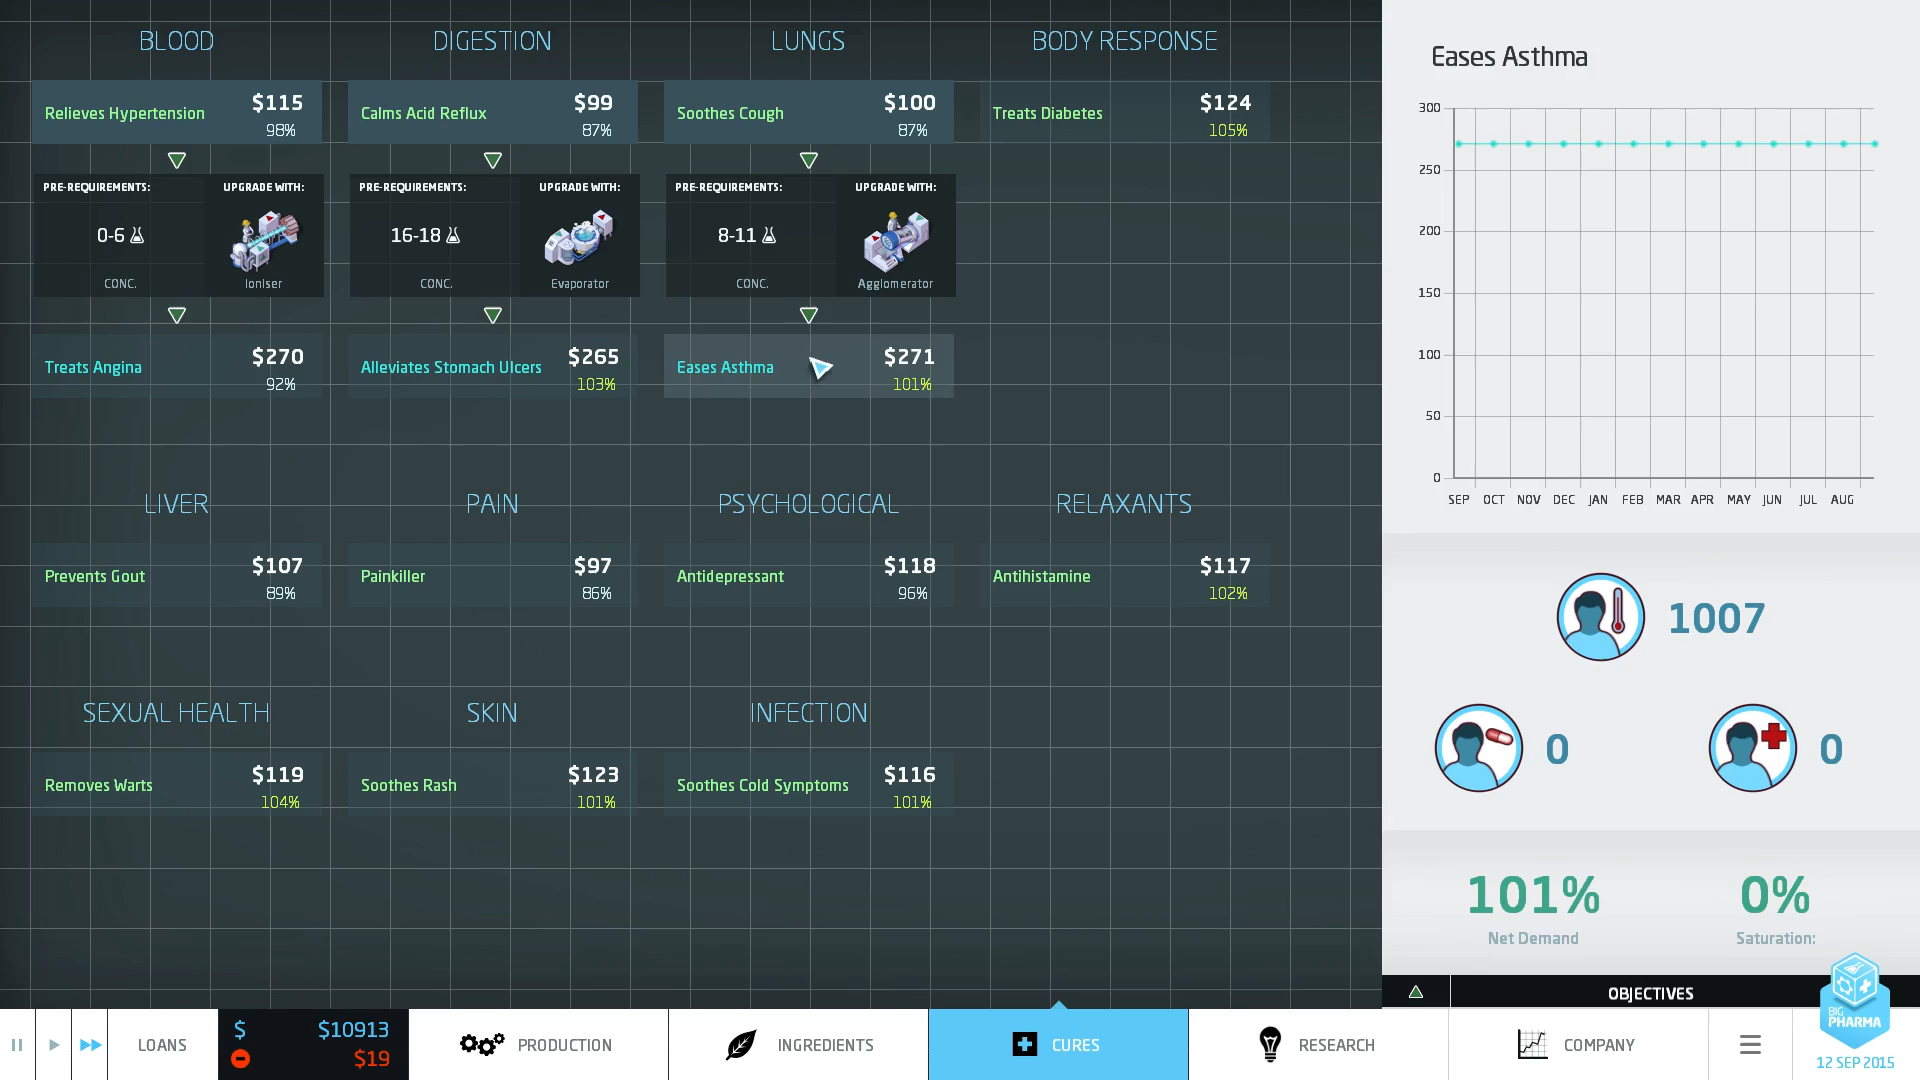 BLOOD
DIGESTION
LUNGS
BODY RESPONSE
Relieves Hypertension
$115
98%
Calms Acid Reflux
$99
87%
Soothes Cough
$100
87%
Treats Diabetes
$124
105%
PRE-REQUIREMENTS:
UPGRADE WITH:
0-6
CONC.
Ioniser
PRE-REQUIREMENTS:
UPGRADE WITH:
16-18
CONC.
Evaporator
PRE-REQUIREMENTS:
UPGRADE WITH:
8-11
CONC.
Agglomerator
Treats Angina
$270
92%
Alleviates Stomach Ulcers
$265
103%
Eases Asthma
$271
101%
LIVER
PAIN
PSYCHOLOGICAL
RELAXANTS
Prevents Gout
$107
89%
Painkiller
$97
86%
Antidepressant
$118
96%
Antihistamine
$117
102%
SEXUAL HEALTH
SKIN
INFECTION
Removes Warts
$119
104%
Soothes Rash
$123
101%
Soothes Cold Symptoms
$116
101%
Eases Asthma
300
250
200
150
100
50
0
SEP OCT NOV DEC JAN FEB MAR APR MAY JUN JUL AUG
1007
0
0
101%
Net Demand
0%
Saturation:
OBJECTIVES
LOANS
$ $10913
$19
PRODUCTION
INGREDIENTS
CURES
RESEARCH
COMPANY
BIG
PHARMA
12 SEP 2015